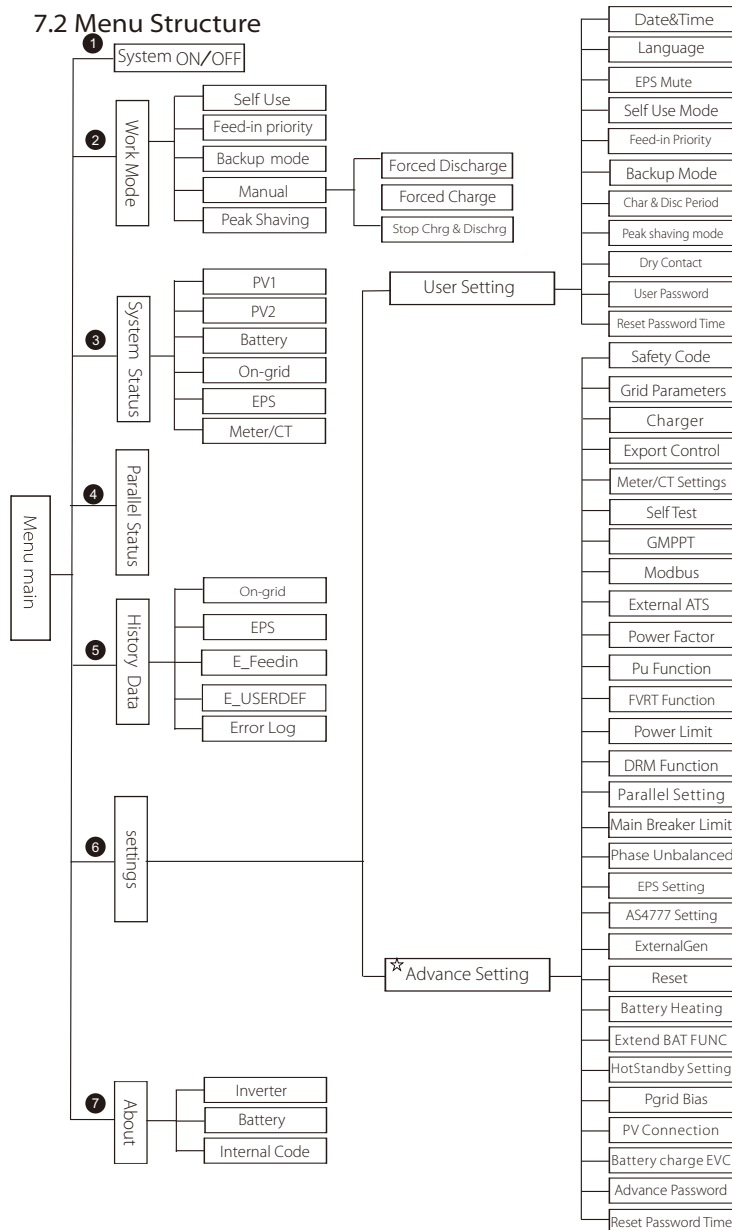 7.2 Menu Structure
Menu main
1
System ON/OFF
2
Work Mode
Self Use
Feed-in priority
Backup mode
Manual
Peak Shaving
Forced Discharge
Forced Charge
Stop Chrg & Dischrg
3
System Status
PV1
PV2
Battery
On-grid
EPS
Meter/CT
4
Parallel Status
5
History Data
On-grid
EPS
E_Feedin
E_USERDEF
Error Log
6
settings
User Setting
Date&Time
Language
EPS Mute
Self Use Mode
Feed-in Priority
Backup Mode
Char & Disc Period
Peak shaving mode
Dry Contact
User Password
Reset Password Time
☆Advance Setting
Safety Code
Grid Parameters
Charger
Export Control
Meter/CT Settings
Self Test
GMPPT
Modbus
External ATS
Power Factor
Pu Function
FVRT Function
Power Limit
DRM Function
Parallel Setting
Main Breaker Limit
Phase Unbalanced
EPS Setting
AS4777 Setting
ExternalGen
Reset
Battery Heating
Extend BAT FUNC
HotStandby Setting
Pgrid Bias
PV Connection
Battery charge EVC
Advance Password
Reset Password Time
7
About
Inverter
Battery
Internal Code